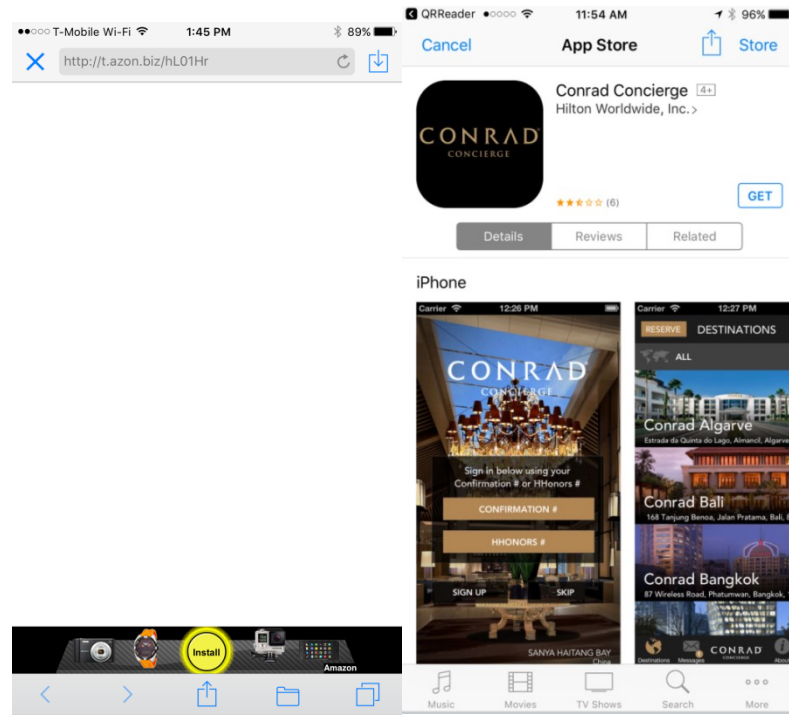 T-Mobile Wi-Fi 1:45 PM 89%
http://t.azon.biz/hL01Hr
Install
Amazon
QRReader 11:54 AM 96%
Cancel App Store Store
Conrad Concierge 4+
Hilton Worldwide, Inc. >
CONRAD
CONCIERGE
(6)
GET
Details Reviews Related
iPhone
Carrier 12:26 PM
CONRAD
CONCIERGE
Sign in below using your
Confirmation # or HHonors #
CONFIRMATION #
HHONORS #
SIGN UP SKIP
SANYA HAITANG BAY
China
Carrier 12:27 PM
RESERVE DESTINATIONS
ALL
Conrad Algarve
Estrada da Quinta do Lago, Almancil, Algarve
Conrad Bali
168 Tanjung Benoa, Jalan Pratama, Bali,
Conrad Bangkok
87 Wireless Road, Phatumwan, Bangkok,
Destinations Messages CONRAD About
CONCIERGE
Music Movies TV Shows Search More